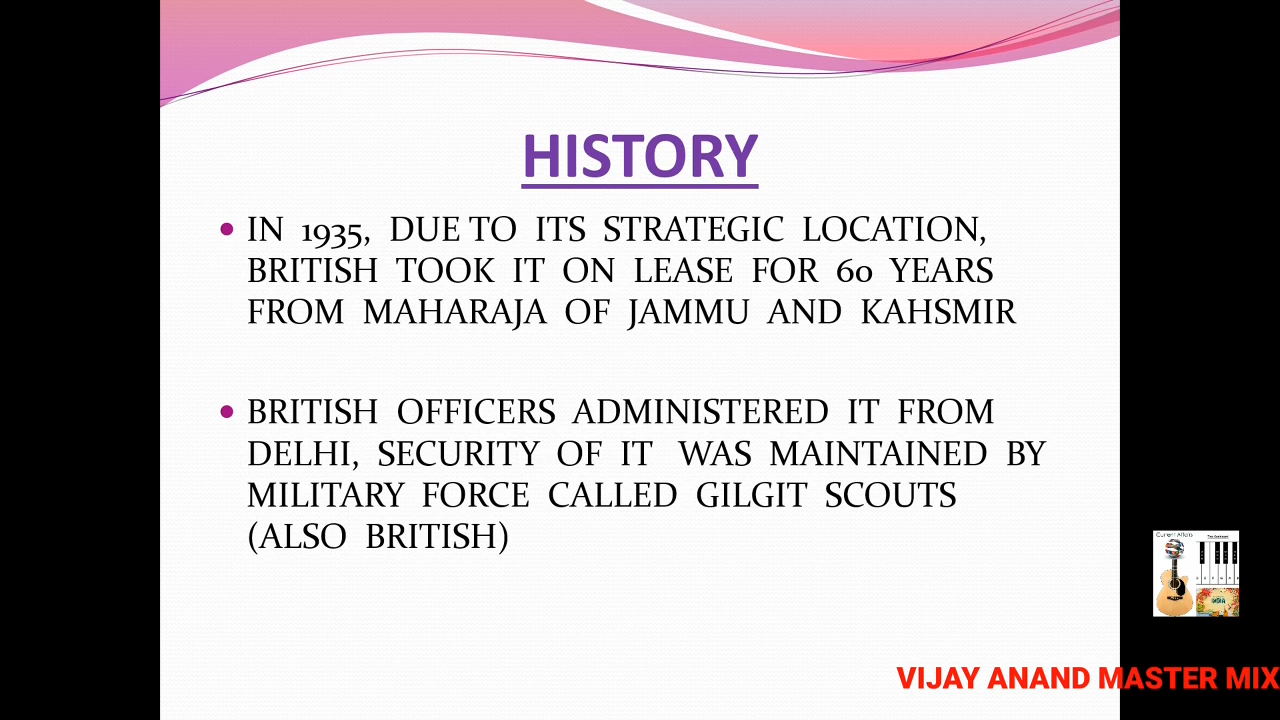 HISTORY
IN 1935, DUE TO ITS STRATEGIC LOCATION,
BRITISH TOOK IT ON LEASE FOR 60 YEARS
FROM MAHARAJA OF JAMMU AND KAHSMIR
BRITISH OFFICERS ADMINISTERED IT FROM
DELHI, SECURITY OF IT WAS MAINTAINED BY
MILITARY FORCE CALLED GILGIT SCOUTS
(ALSO BRITISH)
Current Affairs
VIJAY ANAND MASTER MIX